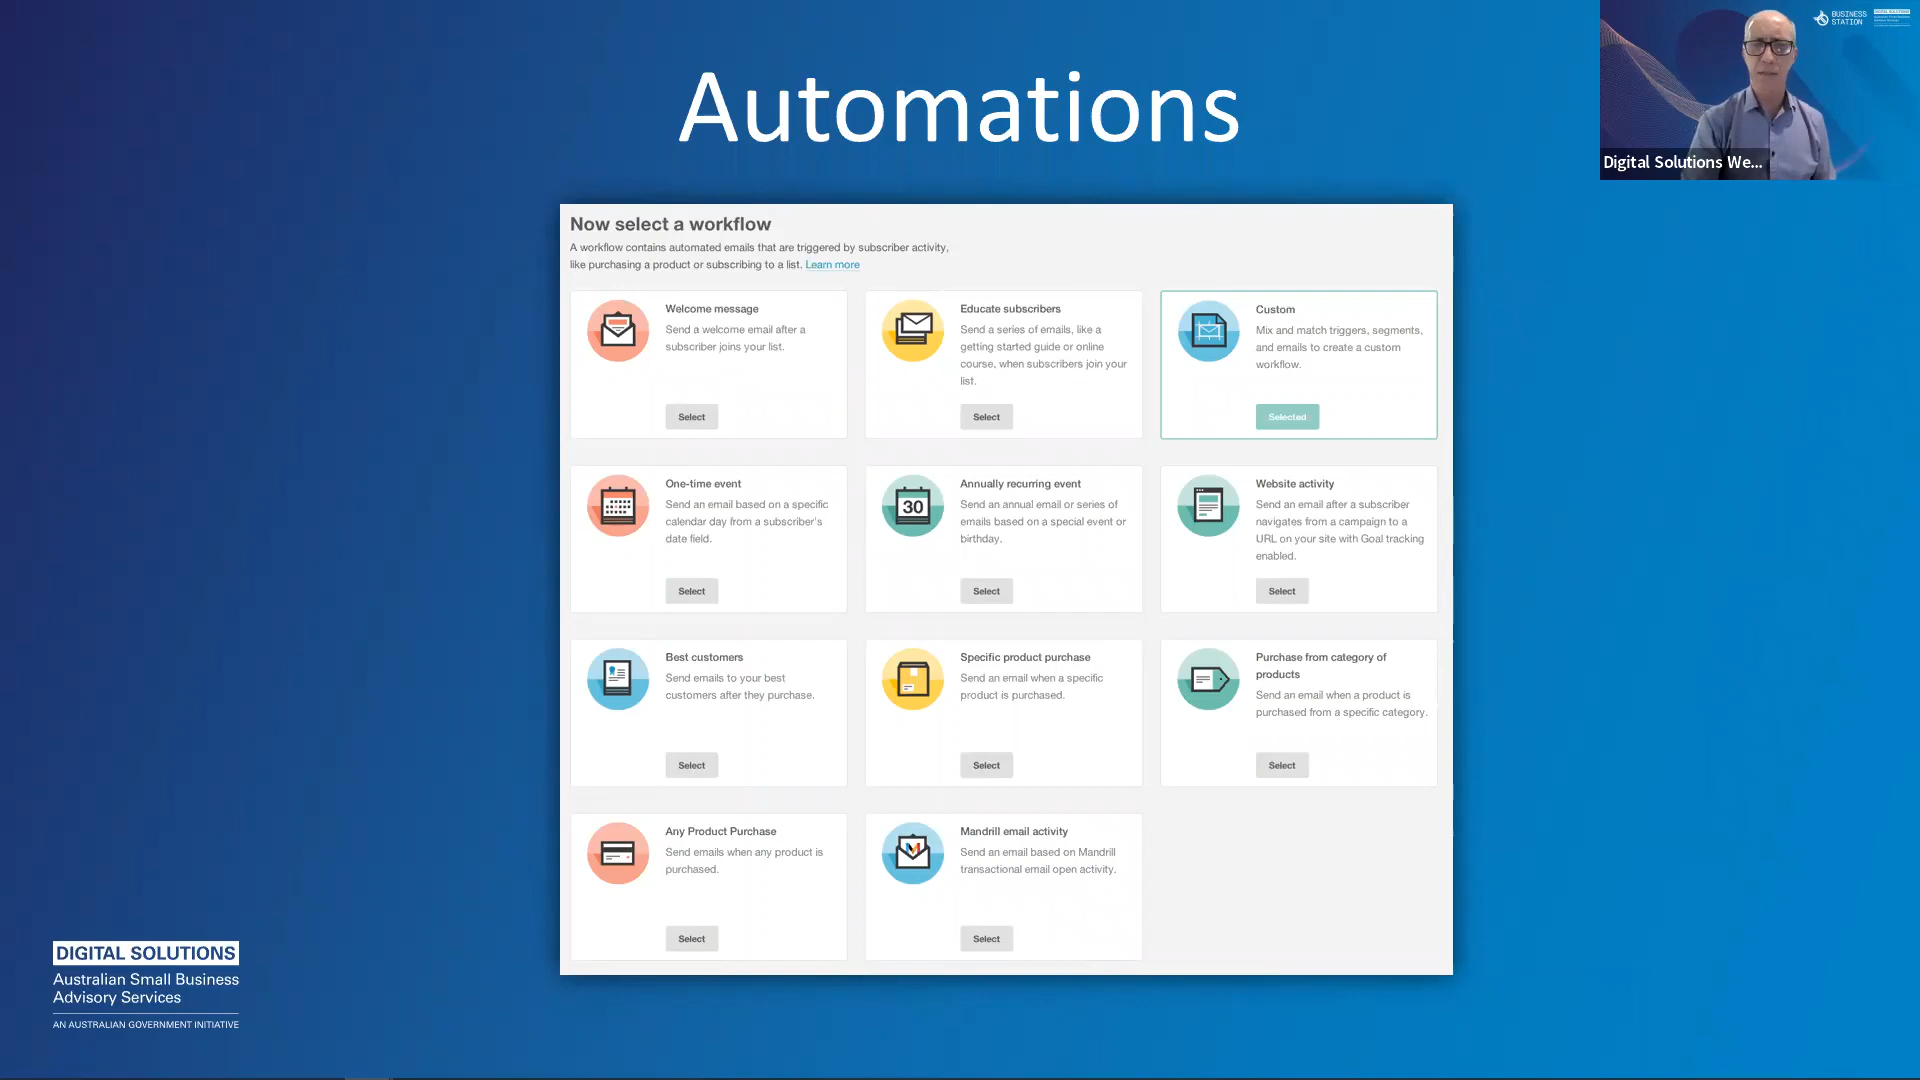 Automations
BUSINESS
STATION
DIGITAL SOLUTIONS
Digital Solutions We...
Now select a workflow
A workflow contains automated emails that are triggered by subscriber activity,
like purchasing a product or subscribing to a list. Learn more
Welcome message
Send a welcome email after a
subscriber joins your list.
Select
Educate subscribers
Send a series of emails, like a
getting started guide or online
course, when subscribers join your
list.
Select
Custom
Mix and match triggers, segments,
and emails to create a custom
workflow.
Selected
One-time event
Send an email based on a specific
calendar day from a subscriber's
date field.
Select
30
Annually recurring event
Send an annual email or series of
emails based on a special event or
birthday.
Select
Website activity
Send an email after a subscriber
navigates from a campaign to a
URL on your site with Goal tracking
enabled.
Select
Best customers
Send emails to your best
customers after they purchase.
Select
Specific product purchase
Send an email when a specific
product is purchased.
Select
Purchase from category of
products
Send an email when a product is
purchased from a specific category.
Select
Any Product Purchase
Send emails when any product is
purchased.
Select
Mandrill email activity
Send an email based on Mandrill
transactional email open activity.
Select
DIGITAL SOLUTIONS
Australian Small Business
Advisory Services
AN AUSTRALIAN GOVERNMENT INITIATIVE